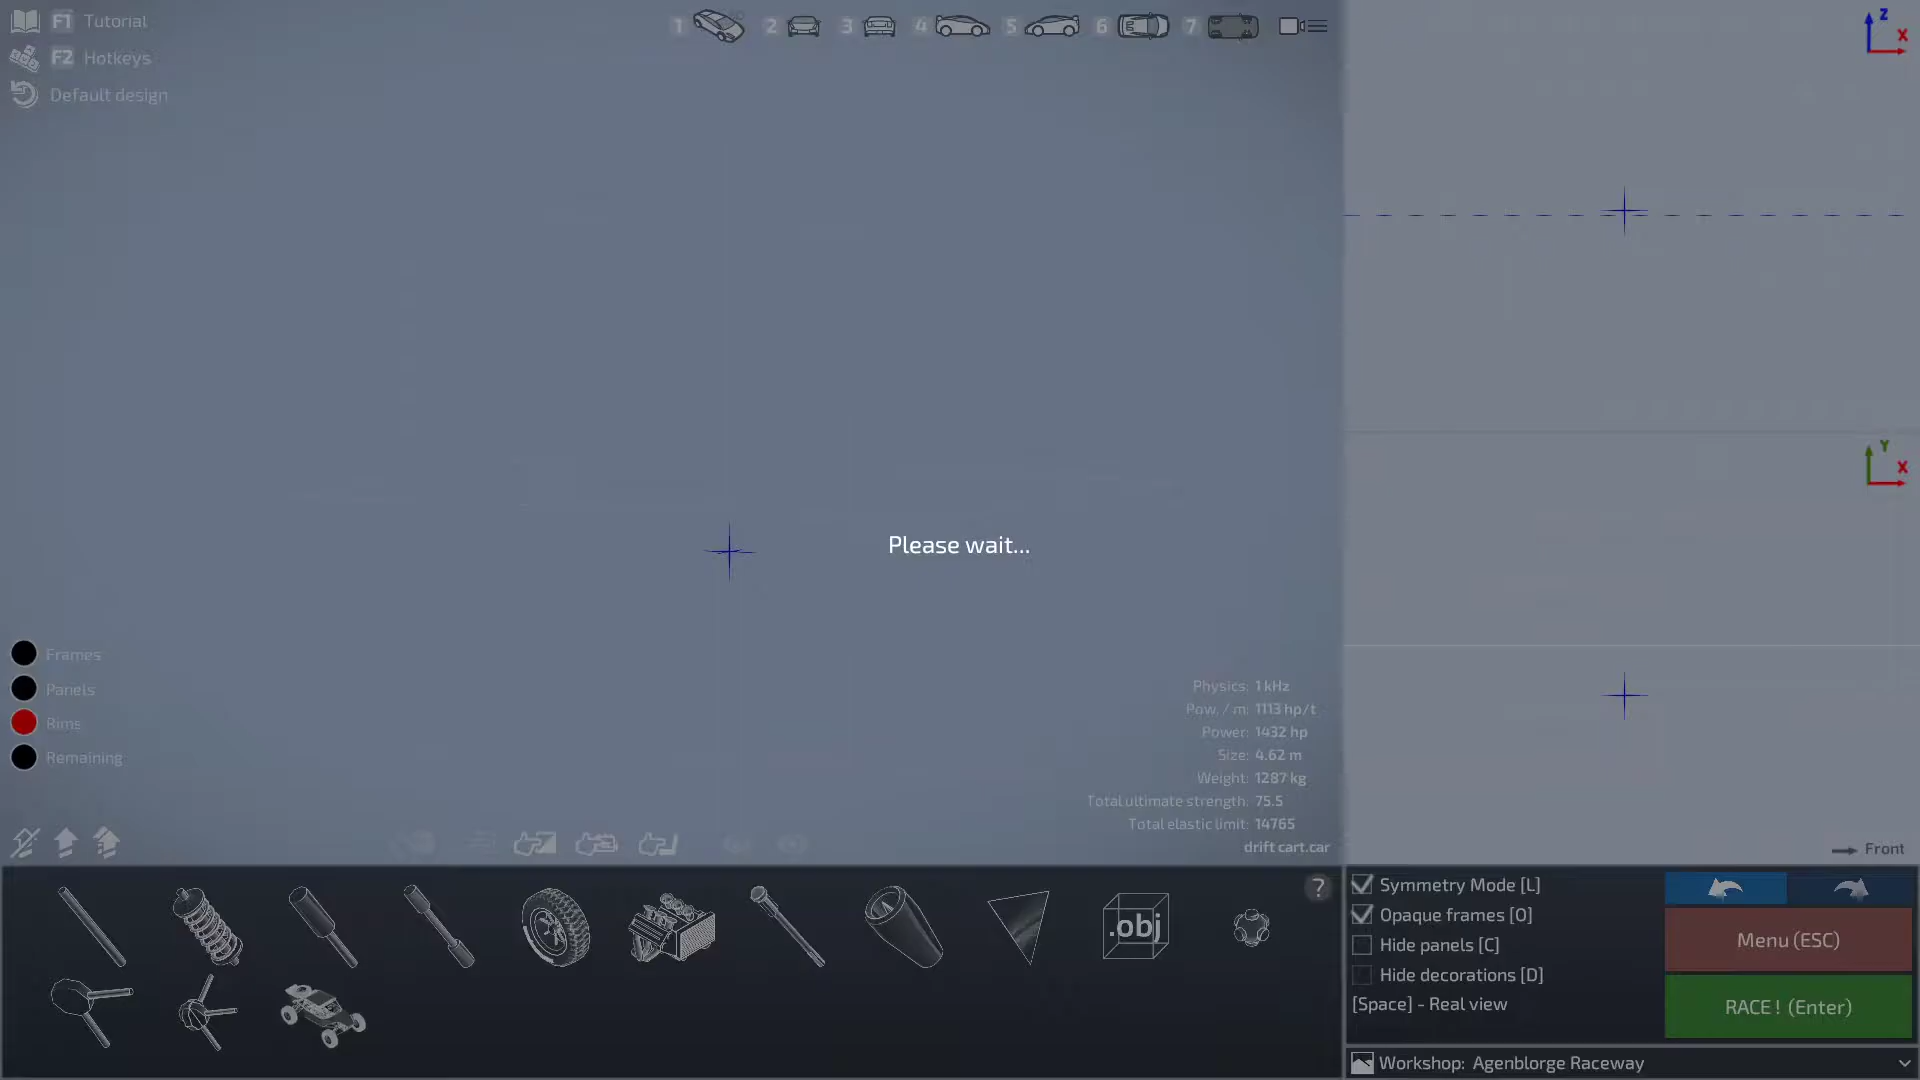 F1 Tutorial
F2 Hotkeys
Default design
1 2 3 4 5 6 7
Z
X
Y
X
Please wait...
Frames
Panels
Rims
Remaining
Physics: 1 kHz
Pow. / m: 1113 hp/t
Power: 1432 hp
Size: 4.62 m
Weight: 1287 kg
Total ultimate strength: 75.5
Total elastic limit: 14765
drift cart.car
Front
?
.obj
Symmetry Mode [L]
Opaque frames [O]
Hide panels [C]
Hide decorations [D]
[Space] - Real view
Menu (ESC)
RACE ! (Enter)
Workshop: Agenblorge Raceway